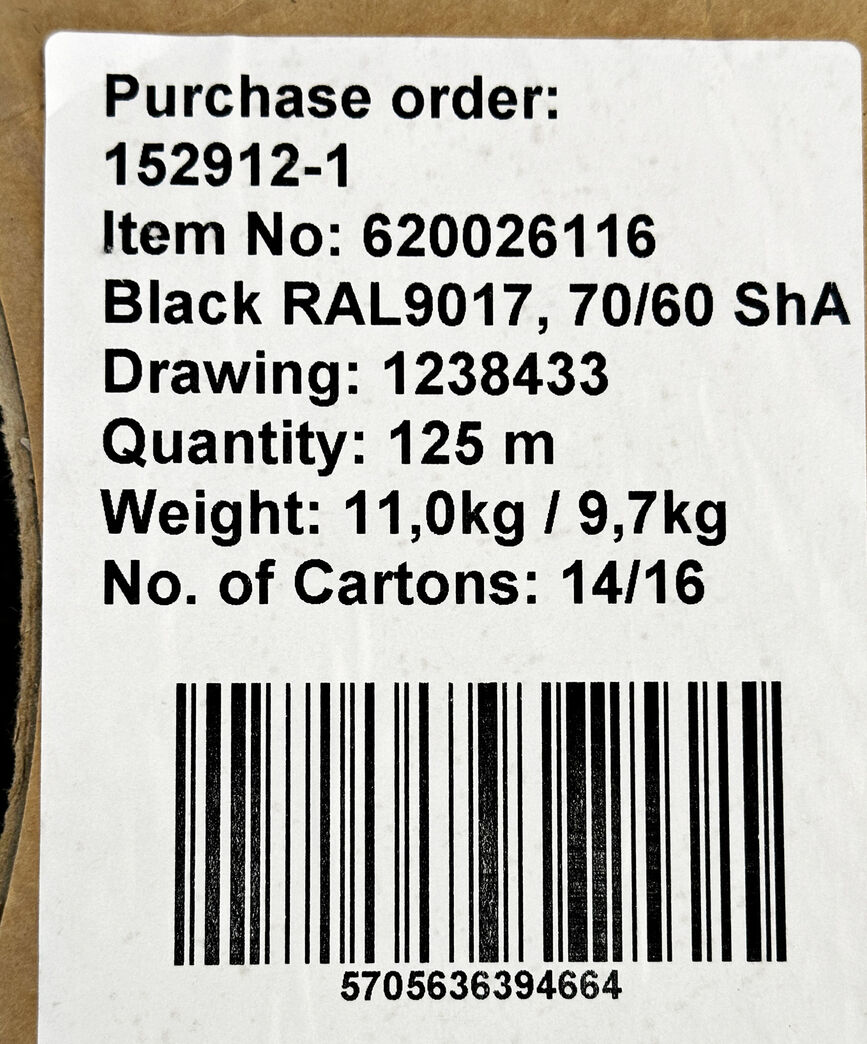 Purchase order:
152912-1
Item No: 620026116
Black RAL9017, 70/60 ShA
Drawing: 1238433
Quantity: 125 m
Weight: 11,0kg / 9,7kg
No. of Cartons: 14/16
5705636394664